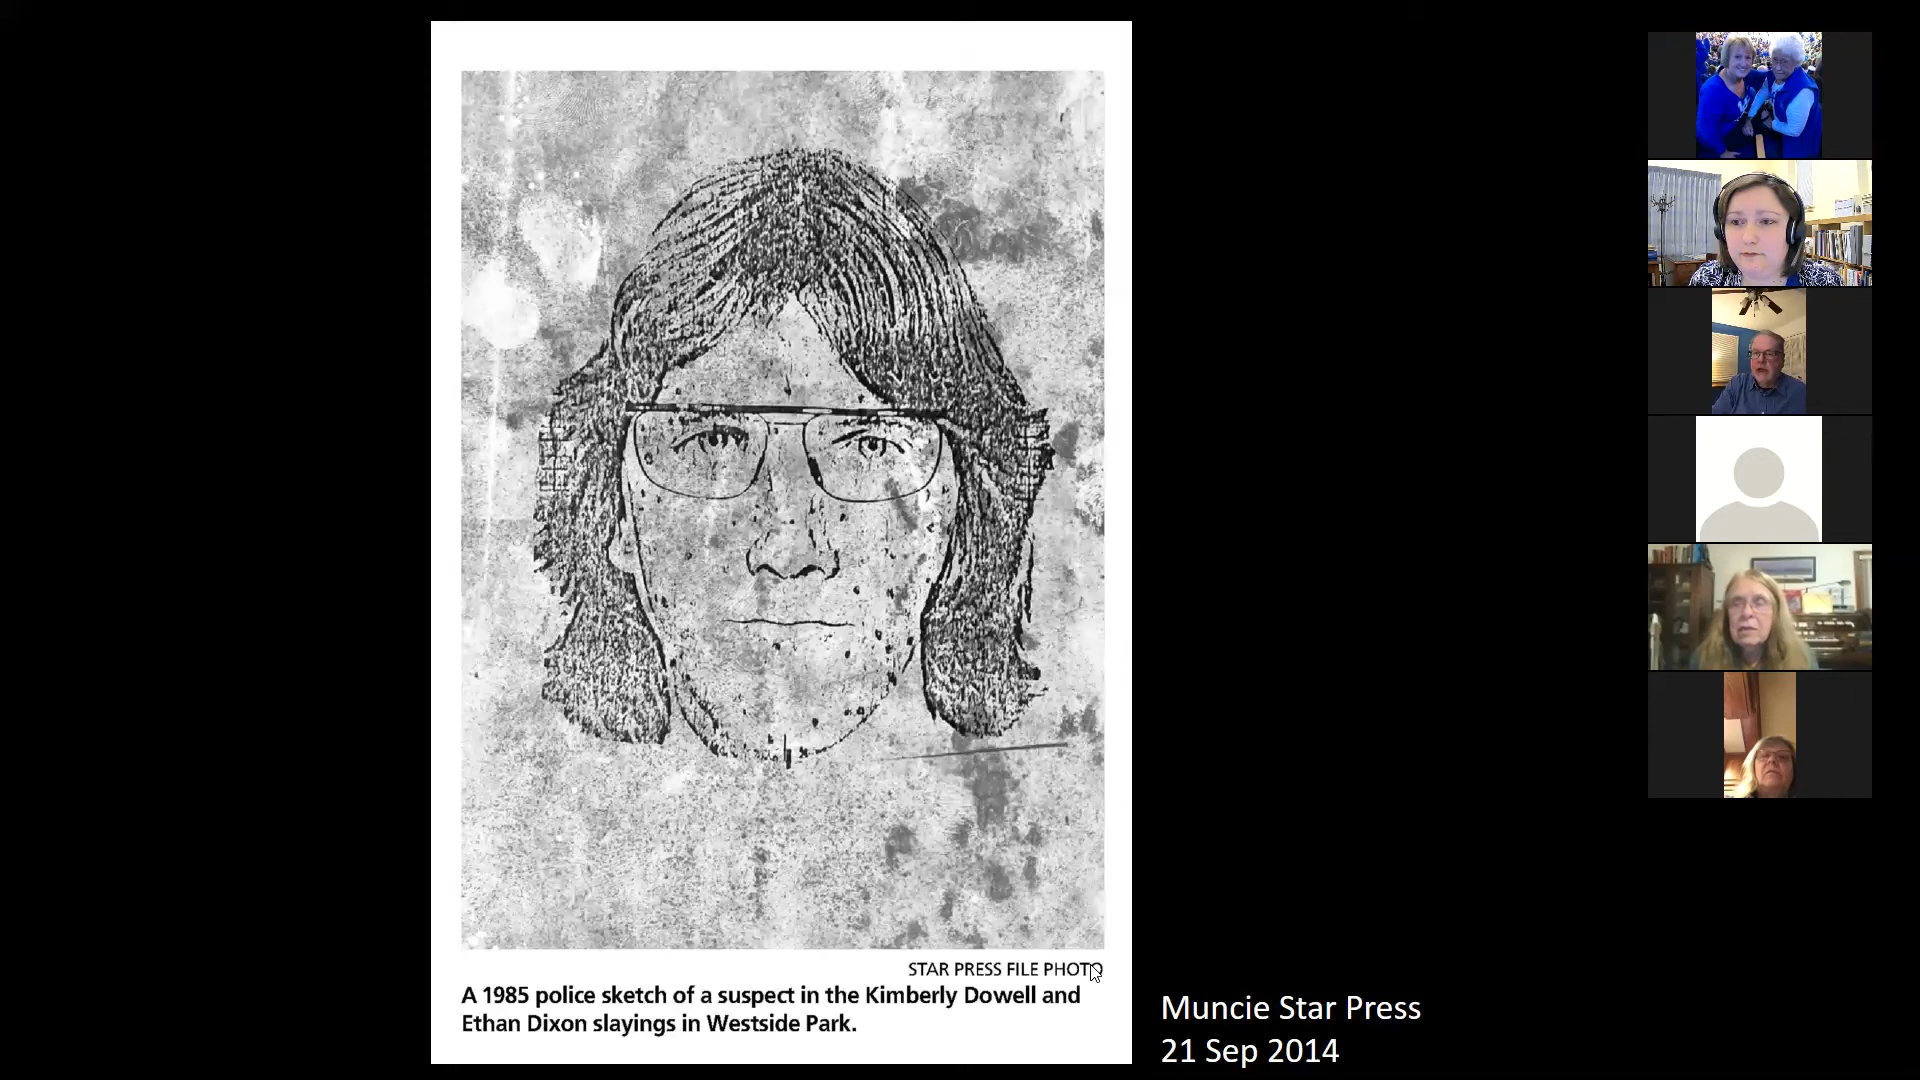 STAR PRESS FILE PHOTO
A 1985 police sketch of a suspect in the Kimberly Dowell and
Ethan Dixon slayings in Westside Park.
Muncie Star Press
21 Sep 2014